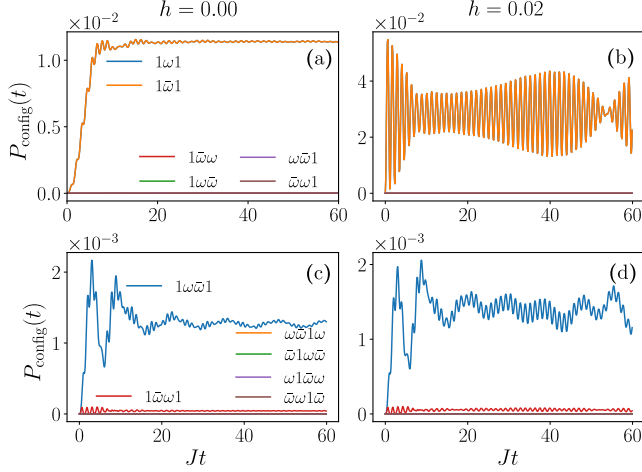 h = 0.00
h = 0.02
×10⁻²
×10⁻²
P_config(t)
1.0
0.5
0.0
(a)
1ω1
1ω̄1
1ω̄ω
1ωω̄
ωω̄1
ω̄ω1
0
20
40
60
4
2
0
(b)
0
20
40
60
×10⁻³
×10⁻³
P_config(t)
2
1
0
(c)
1ωω̄1
1ω̄ω1
ωω̄1ω
ω̄1ωω̄
ω1ω̄ω
ω̄ω1ω̄
0
20
40
60
Jt
2
1
0
(d)
0
20
40
60
Jt